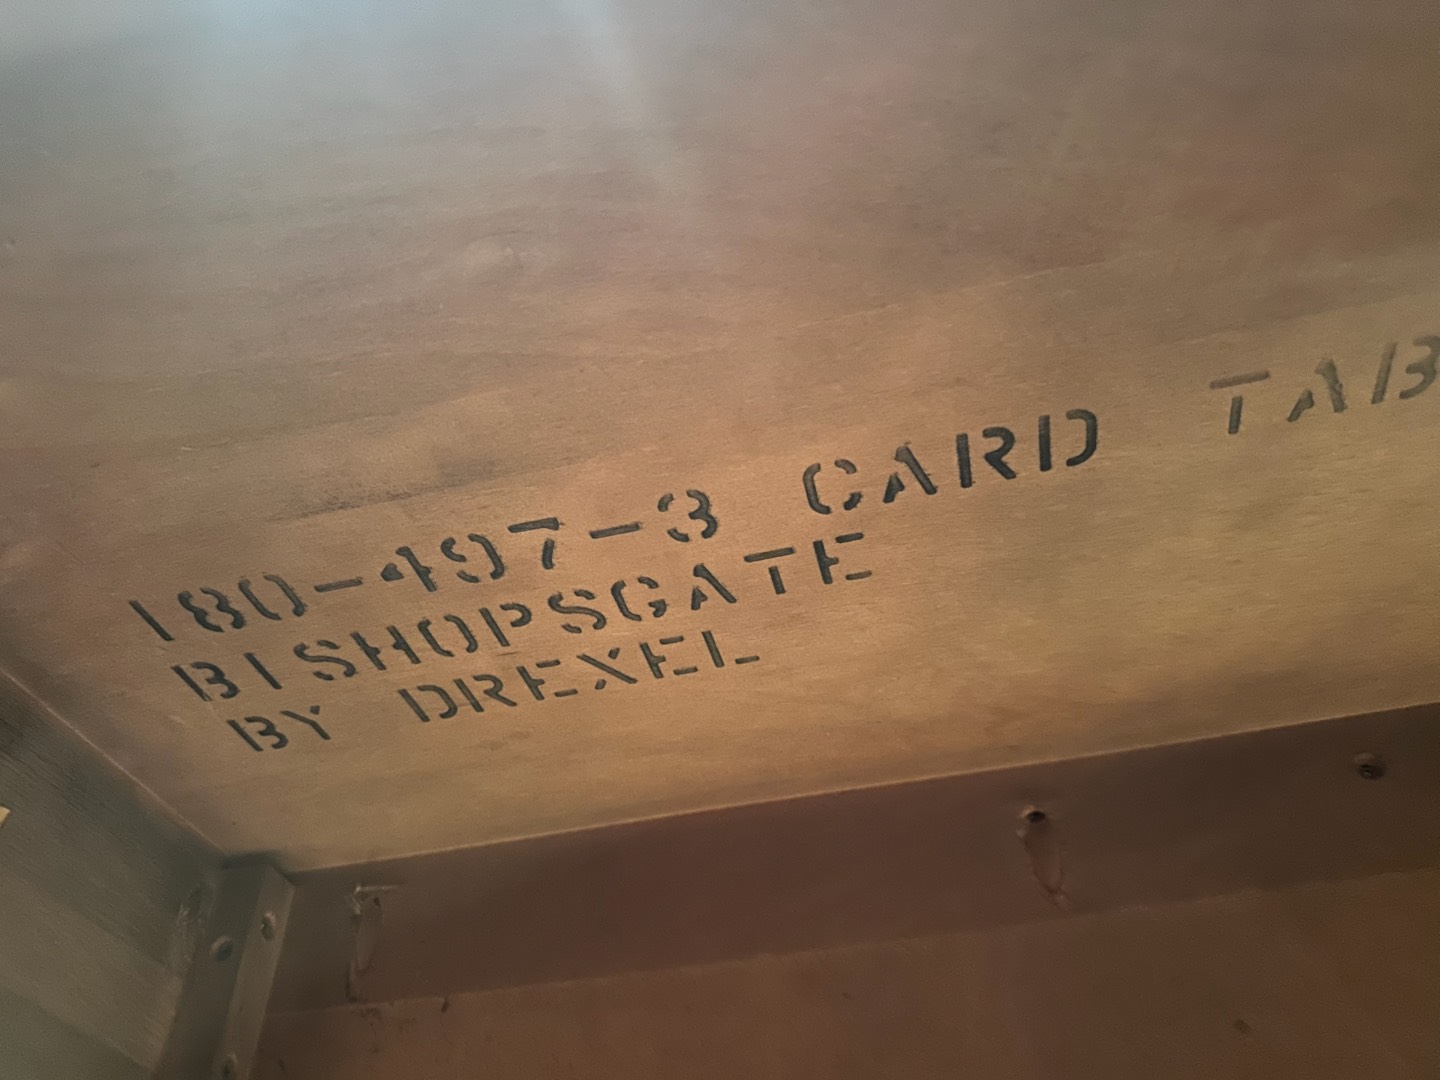 180-497-3 CARD TAB
BISHOPSGATE
BY DREXEL